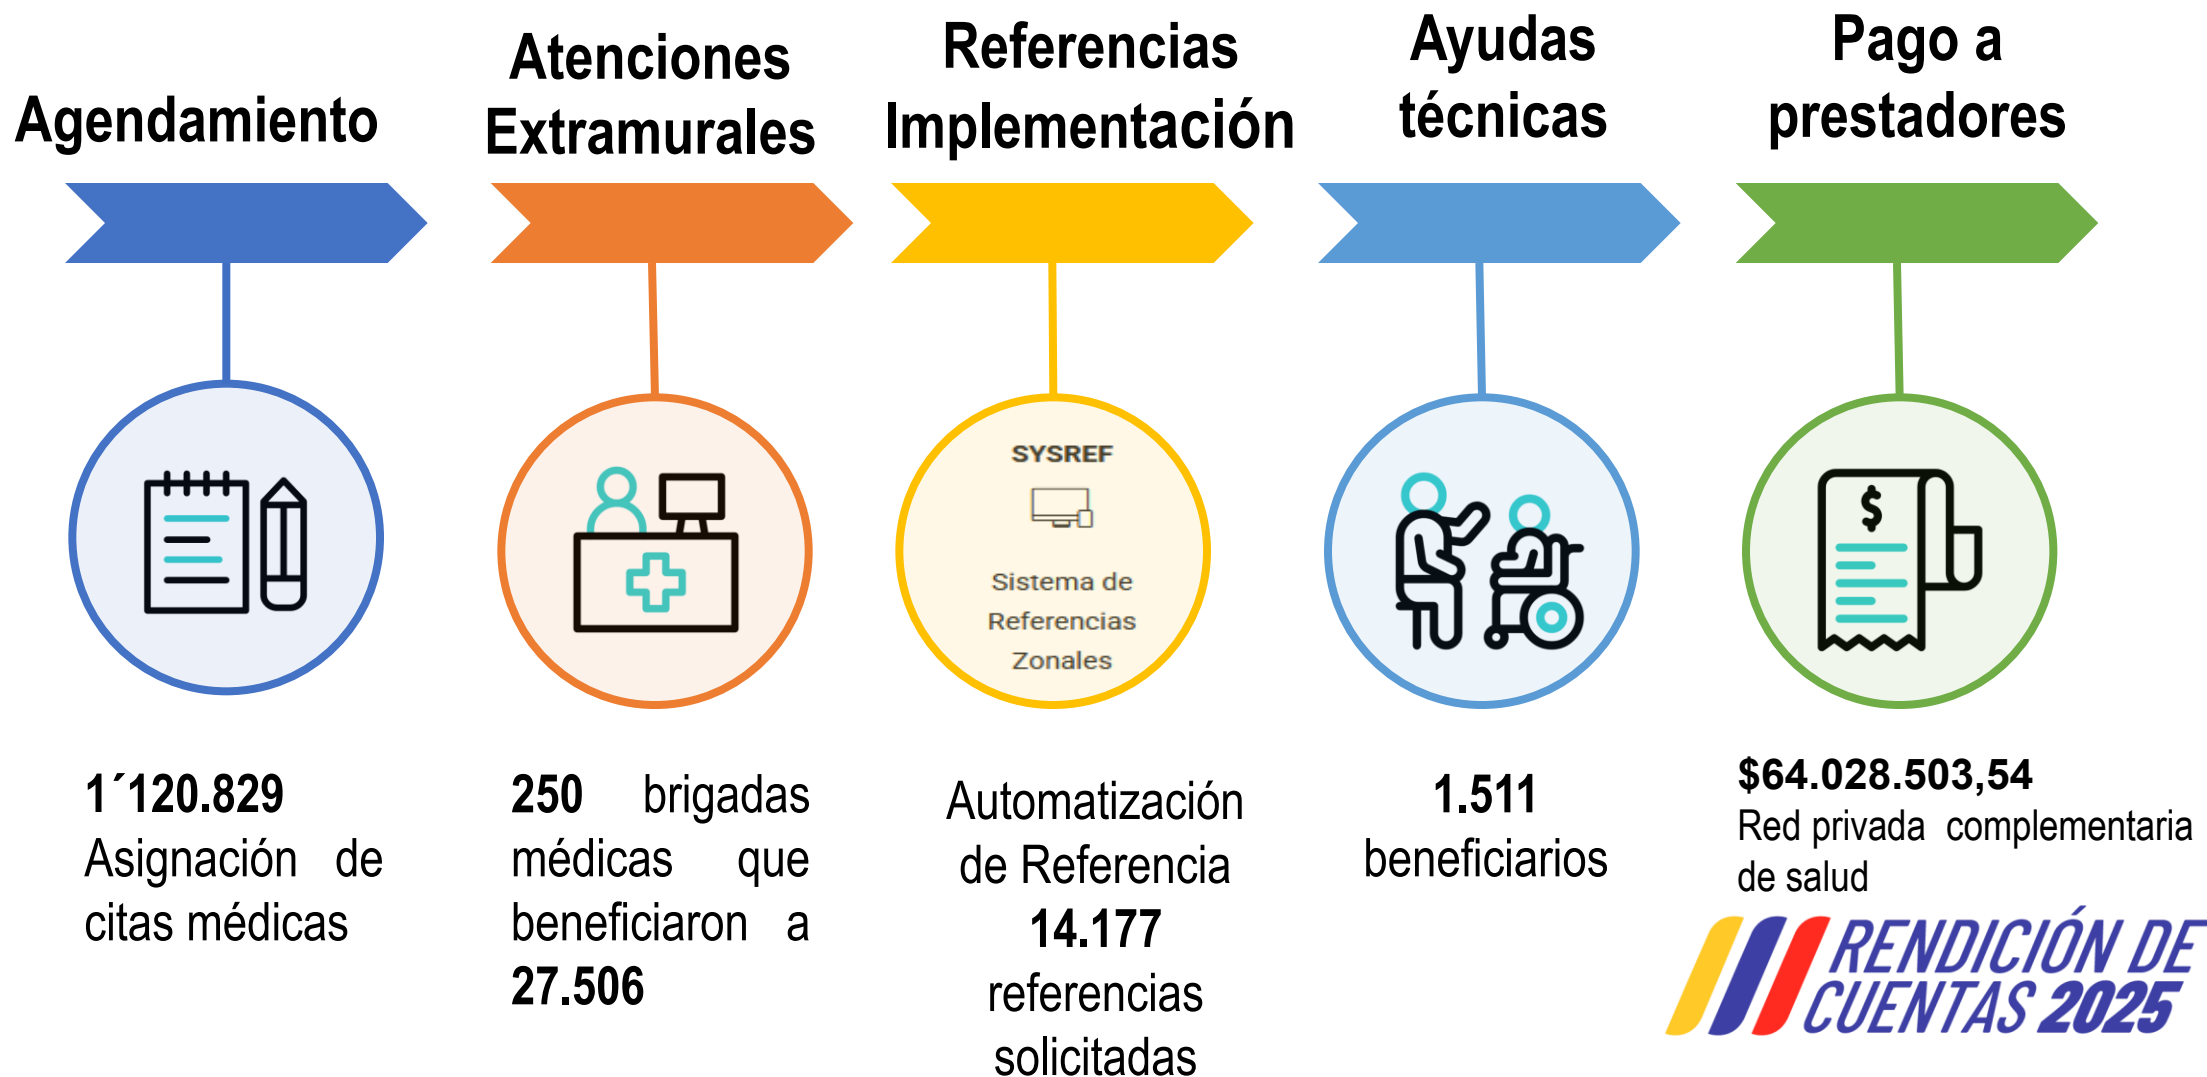 Agendamiento
Atenciones
Extramurales
Referencias
Implementación
Ayudas
técnicas
Pago a
prestadores
SYSREF
Sistema de
Referencias
Zonales
$
1´120.829
Asignación de
citas médicas
250 brigadas
médicas que
beneficiaron a
27.506
Automatización
de Referencia
14.177
referencias
solicitadas
1.511
beneficiarios
$64.028.503,54
Red privada complementaria
de salud
RENDICIÓN DE
CUENTAS 2025